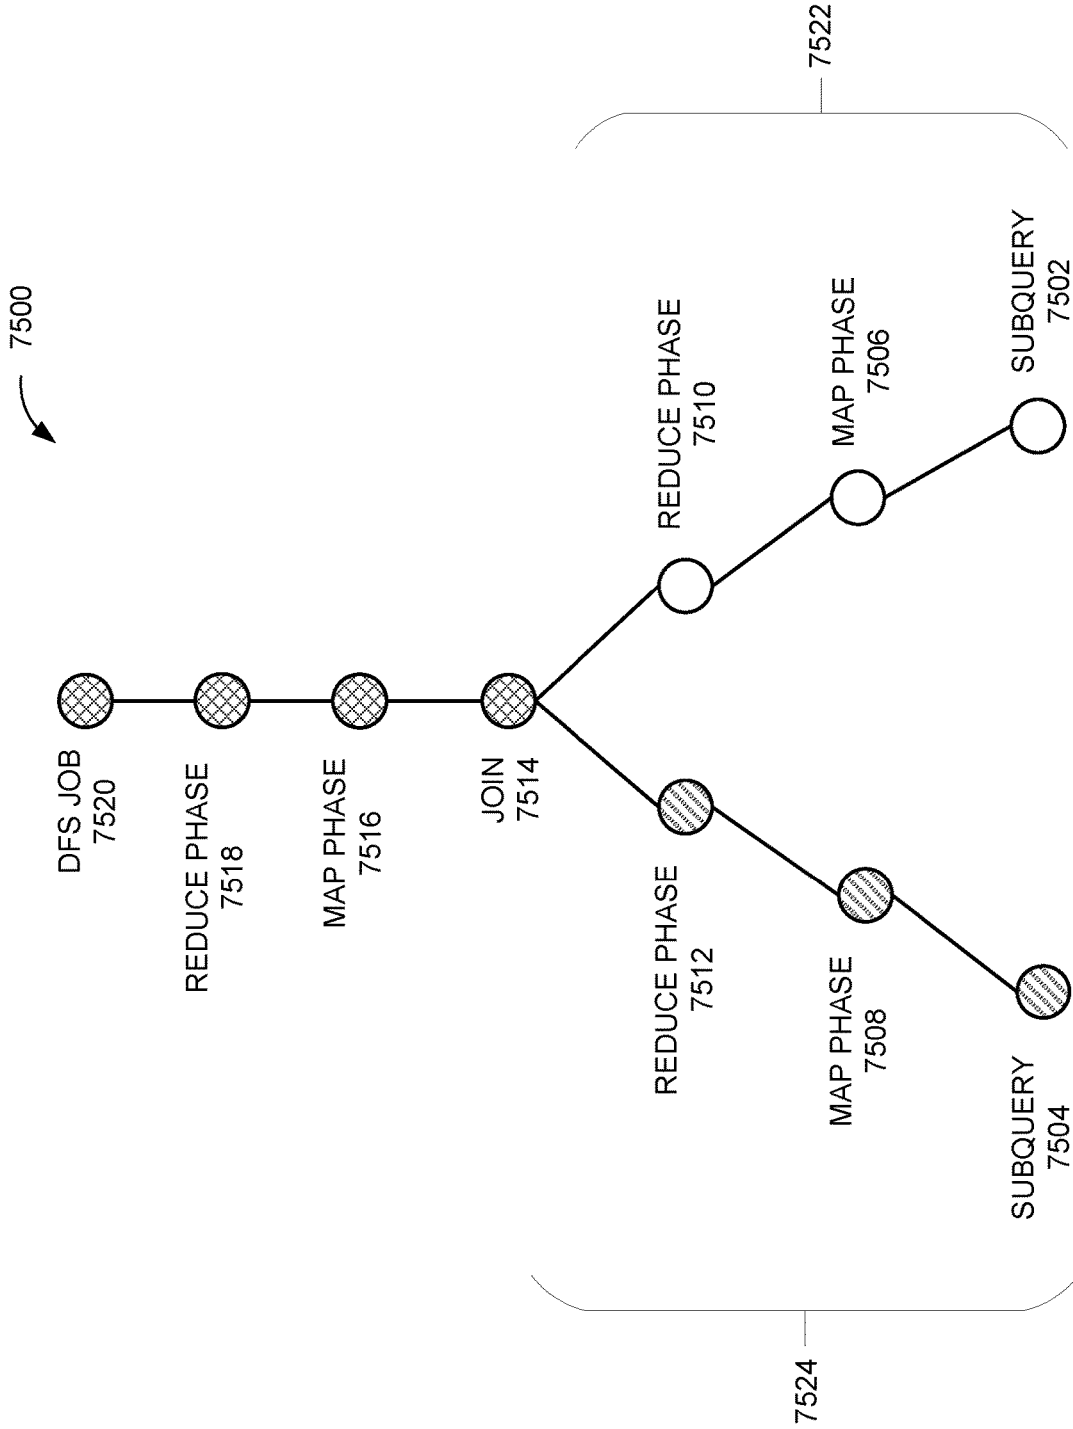 7500
DFS JOB
7520
REDUCE PHASE
7518
MAP PHASE
7516
JOIN
7514
REDUCE PHASE
7512
MAP PHASE
7508
SUBQUERY
7504
7524
REDUCE PHASE
7510
MAP PHASE
7506
SUBQUERY
7502
7522